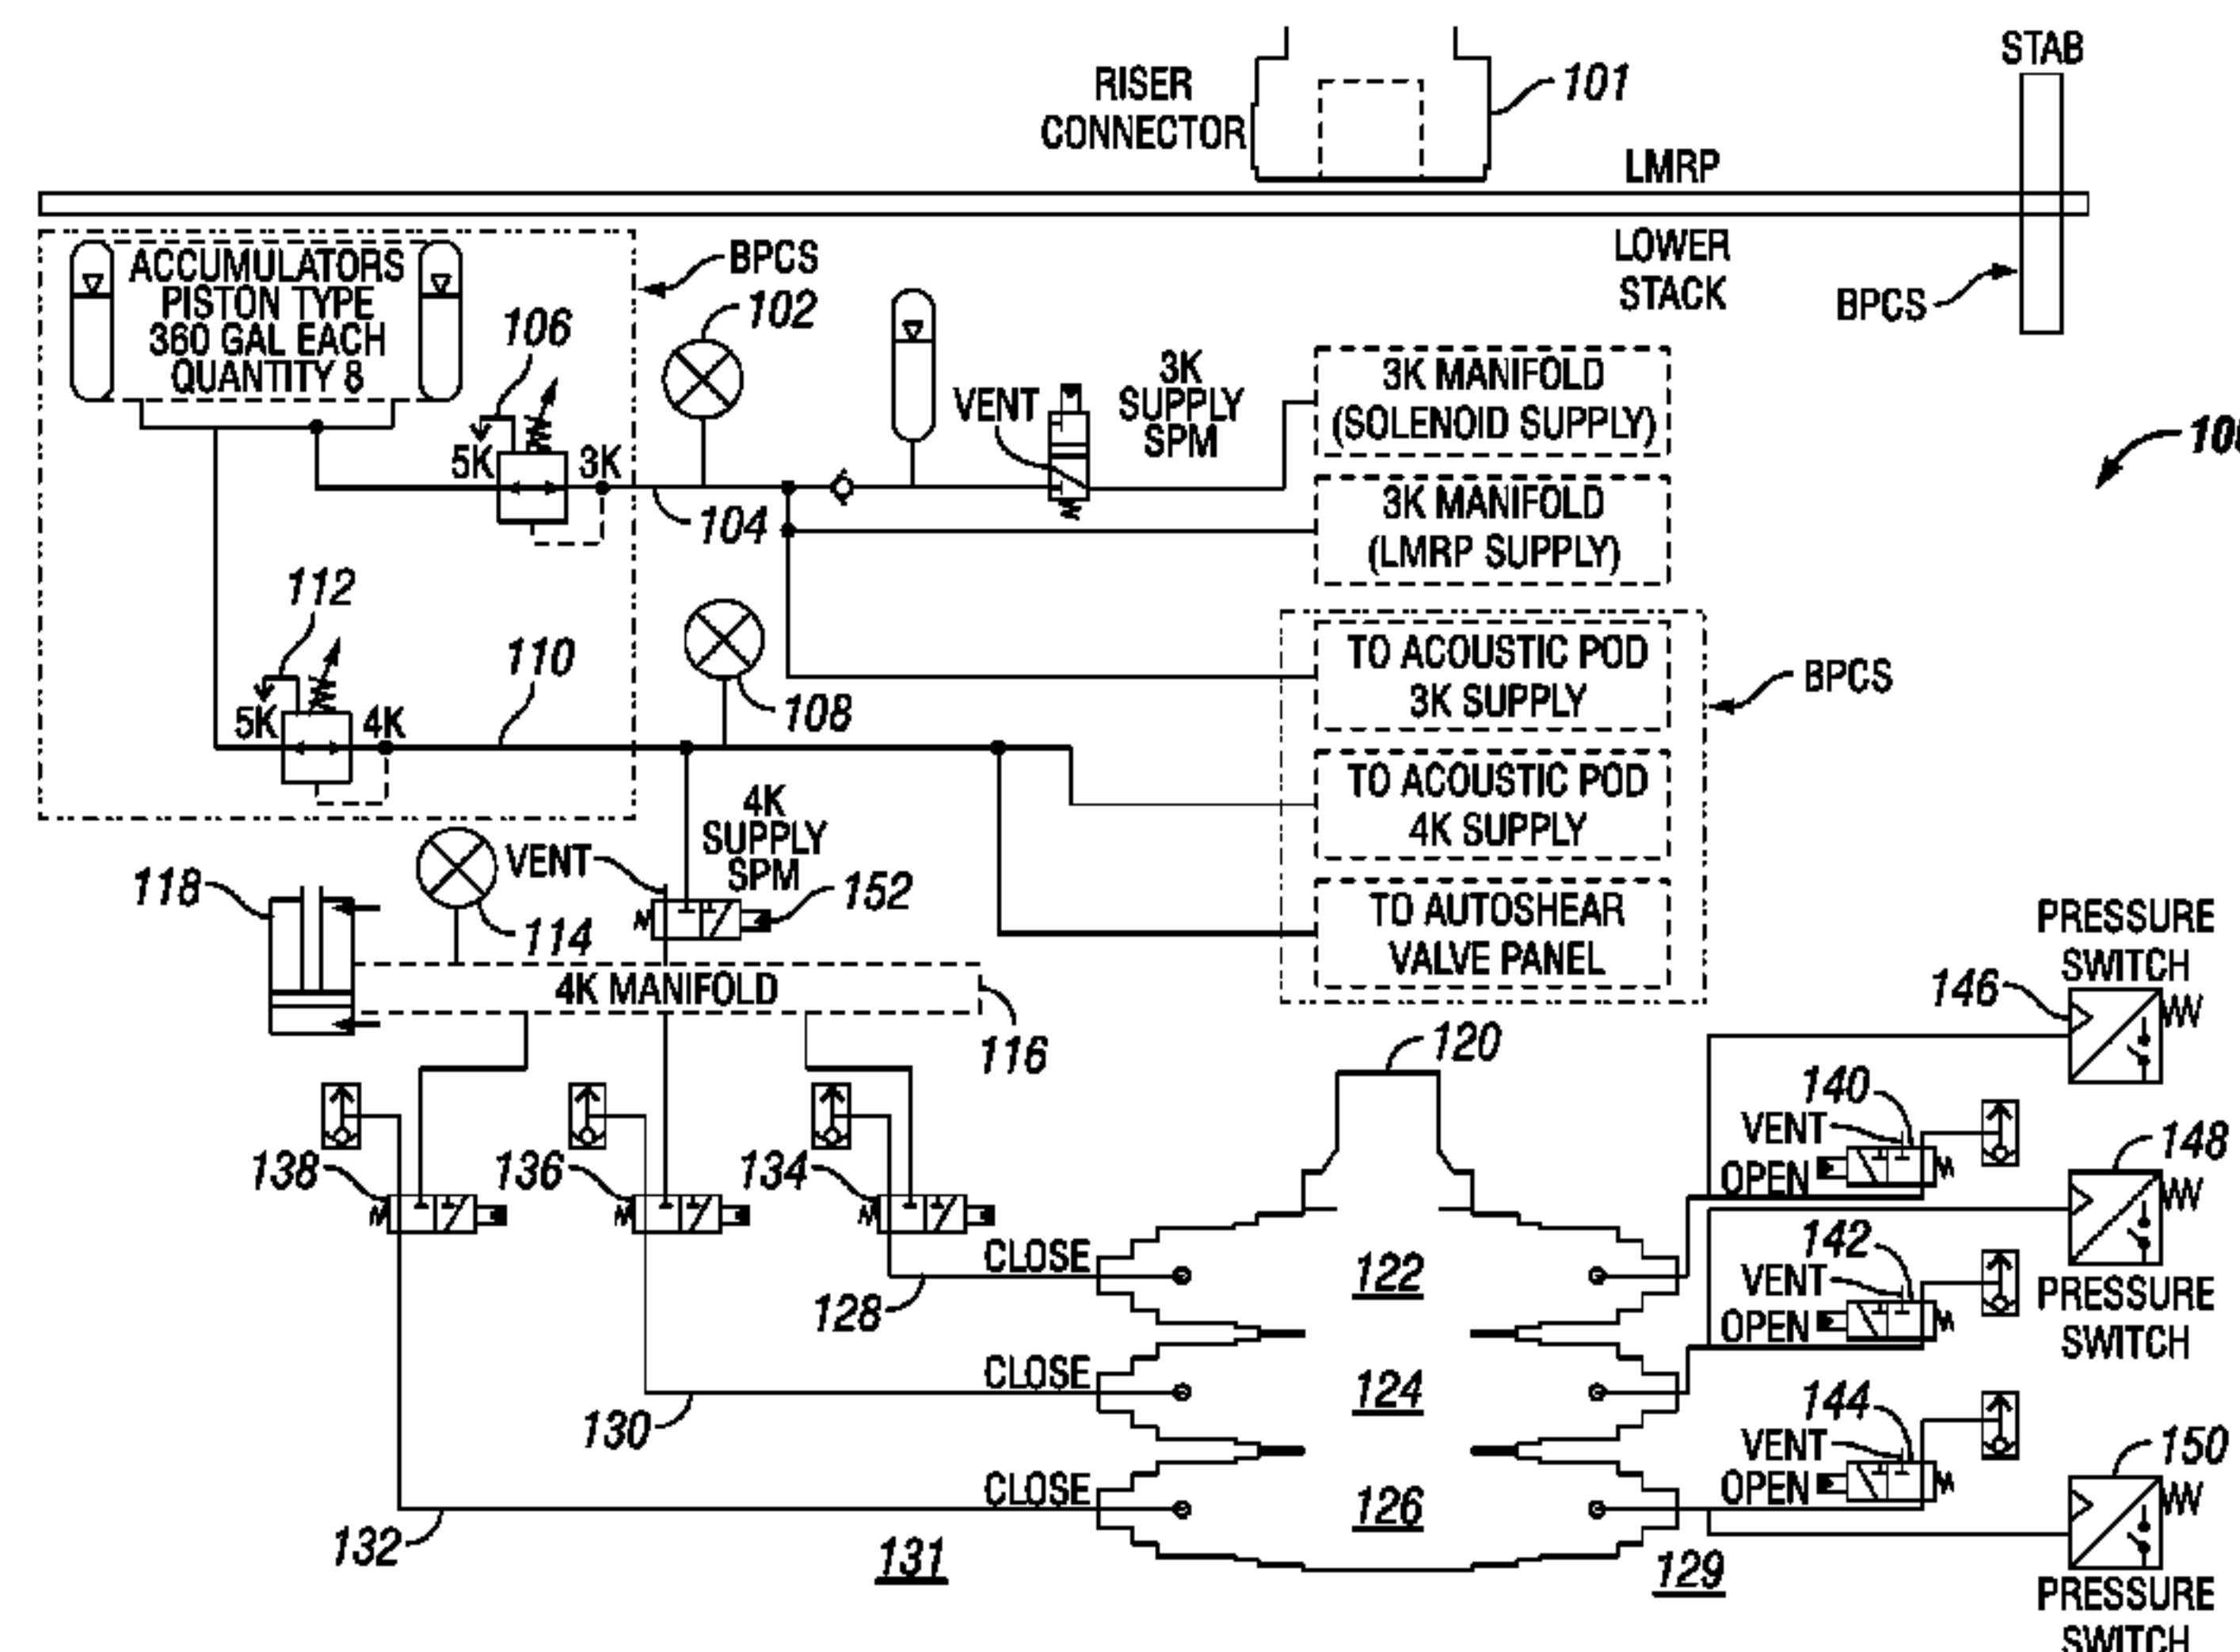 STAB
RISER
CONNECTOR
101
LMRP
LOWER
STACK
BPCS
ACCUMULATORS
PISTON TYPE
360 GAL EACH
QUANTITY 8
BPCS
102
106
5K
3K
104
VENT
3K
SUPPLY
SPM
3K MANIFOLD
(SOLENOID SUPPLY)
3K MANIFOLD
(LMRP SUPPLY)
112
5K
4K
110
108
TO ACOUSTIC POD
3K SUPPLY
BPCS
TO ACOUSTIC POD
4K SUPPLY
TO AUTOSHEAR
VALVE PANEL
4K
SUPPLY
SPM
VENT
152
118
114
4K MANIFOLD
116
120
PRESSURE
SWITCH
146
140
VENT
OPEN
148
PRESSURE
SWITCH
142
VENT
OPEN
144
VENT
OPEN
150
PRESSURE
SWITCH
138
136
134
CLOSE
128
122
CLOSE
130
124
CLOSE
132
126
131
129